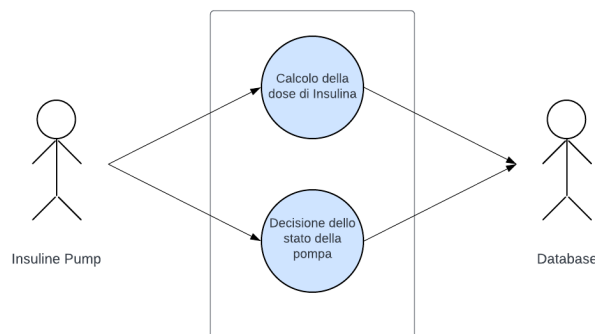 Calcolo della
dose di Insulina
Decisione dello
stato della
pompa
Insuline Pump
Database